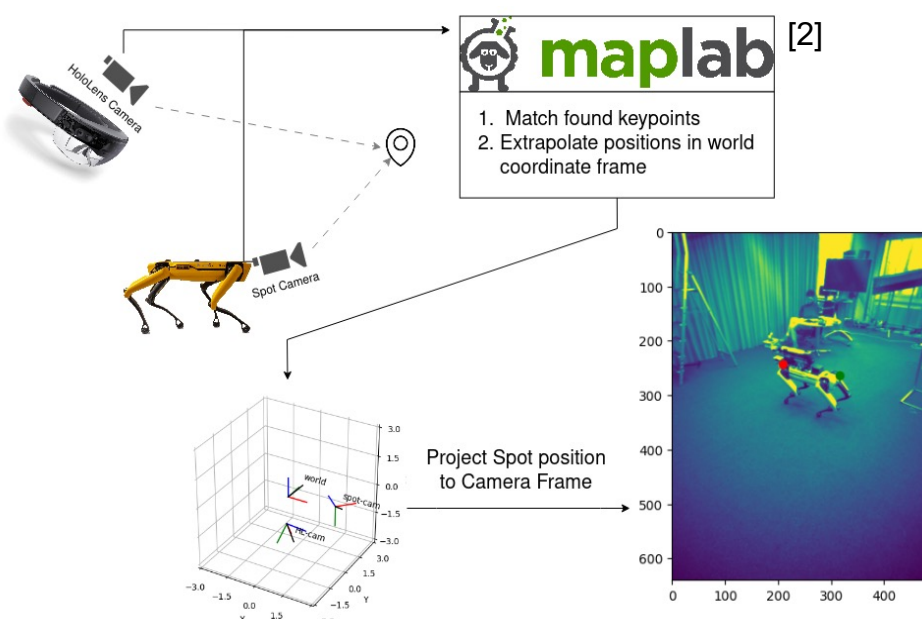 [2]
maplab
HoloLens Camera
1. Match found keypoints
2. Extrapolate positions in world
coordinate frame
Spot Camera
0
100
200
300
400
500
600
0
100
200
300
400
Project Spot position
to Camera Frame
world
spot-cam
HC-cam
3.0
1.5
0.0
−1.5
−3.0
3.0
1.5
0.0
−1.5
Y
−3.0
−1.5
0.0
1.5
X